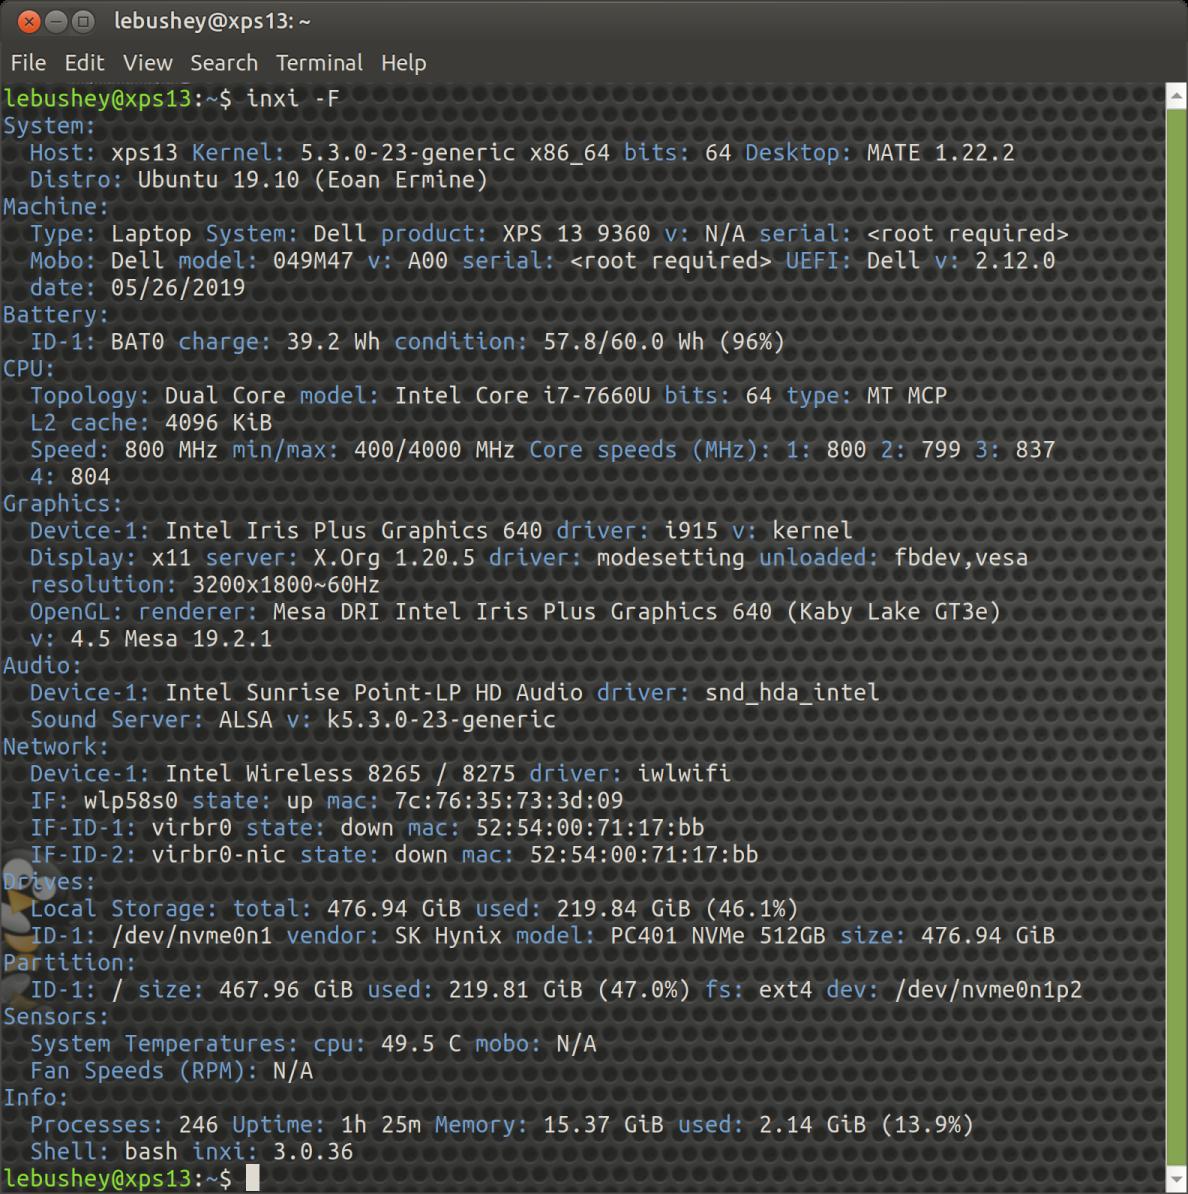 lebushey@xps13: ~
File Edit View Search Terminal Help
lebushey@xps13:~$ inxi -F
System:
Host: xps13 Kernel: 5.3.0-23-generic x86_64 bits: 64 Desktop: MATE 1.22.2
Distro: Ubuntu 19.10 (Eoan Ermine)
Machine:
Type: Laptop System: Dell product: XPS 13 9360 v: N/A serial: <root required>
Mobo: Dell model: 049M47 v: A00 serial: <root required> UEFI: Dell v: 2.12.0
date: 05/26/2019
Battery:
ID-1: BAT0 charge: 39.2 Wh condition: 57.8/60.0 Wh (96%)
CPU:
Topology: Dual Core model: Intel Core i7-7660U bits: 64 type: MT MCP
L2 cache: 4096 KiB
Speed: 800 MHz min/max: 400/4000 MHz Core speeds (MHz): 1: 800 2: 799 3: 837
4: 804
Graphics:
Device-1: Intel Iris Plus Graphics 640 driver: i915 v: kernel
Display: x11 server: X.Org 1.20.5 driver: modesetting unloaded: fbdev,vesa
resolution: 3200x1800~60Hz
OpenGL: renderer: Mesa DRI Intel Iris Plus Graphics 640 (Kaby Lake GT3e)
v: 4.5 Mesa 19.2.1
Audio:
Device-1: Intel Sunrise Point-LP HD Audio driver: snd_hda_intel
Sound Server: ALSA v: k5.3.0-23-generic
Network:
Device-1: Intel Wireless 8265 / 8275 driver: iwlwifi
IF: wlp58s0 state: up mac: 7c:76:35:73:3d:09
IF-ID-1: virbr0 state: down mac: 52:54:00:71:17:bb
IF-ID-2: virbr0-nic state: down mac: 52:54:00:71:17:bb
Drives:
Local Storage: total: 476.94 GiB used: 219.84 GiB (46.1%)
ID-1: /dev/nvme0n1 vendor: SK Hynix model: PC401 NVMe 512GB size: 476.94 GiB
Partition:
ID-1: / size: 467.96 GiB used: 219.81 GiB (47.0%) fs: ext4 dev: /dev/nvme0n1p2
Sensors:
System Temperatures: cpu: 49.5 C mobo: N/A
Fan Speeds (RPM): N/A
Info:
Processes: 246 Uptime: 1h 25m Memory: 15.37 GiB used: 2.14 GiB (13.9%)
Shell: bash inxi: 3.0.36
lebushey@xps13:~$